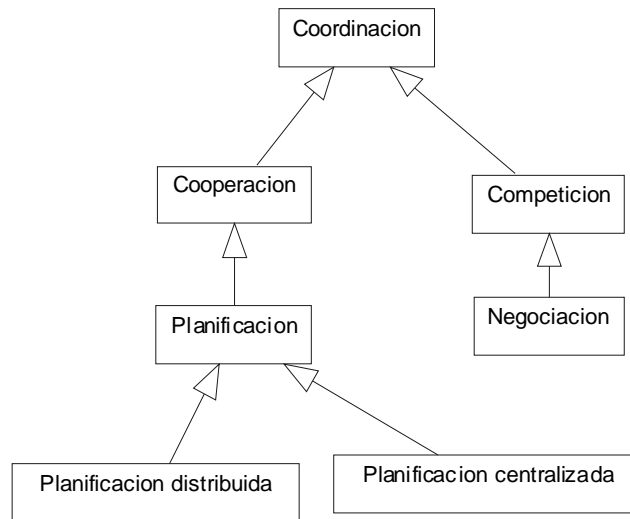 Coordinacion
Cooperacion
Competicion
Planificacion
Negociacion
Planificacion distribuida
Planificacion centralizada